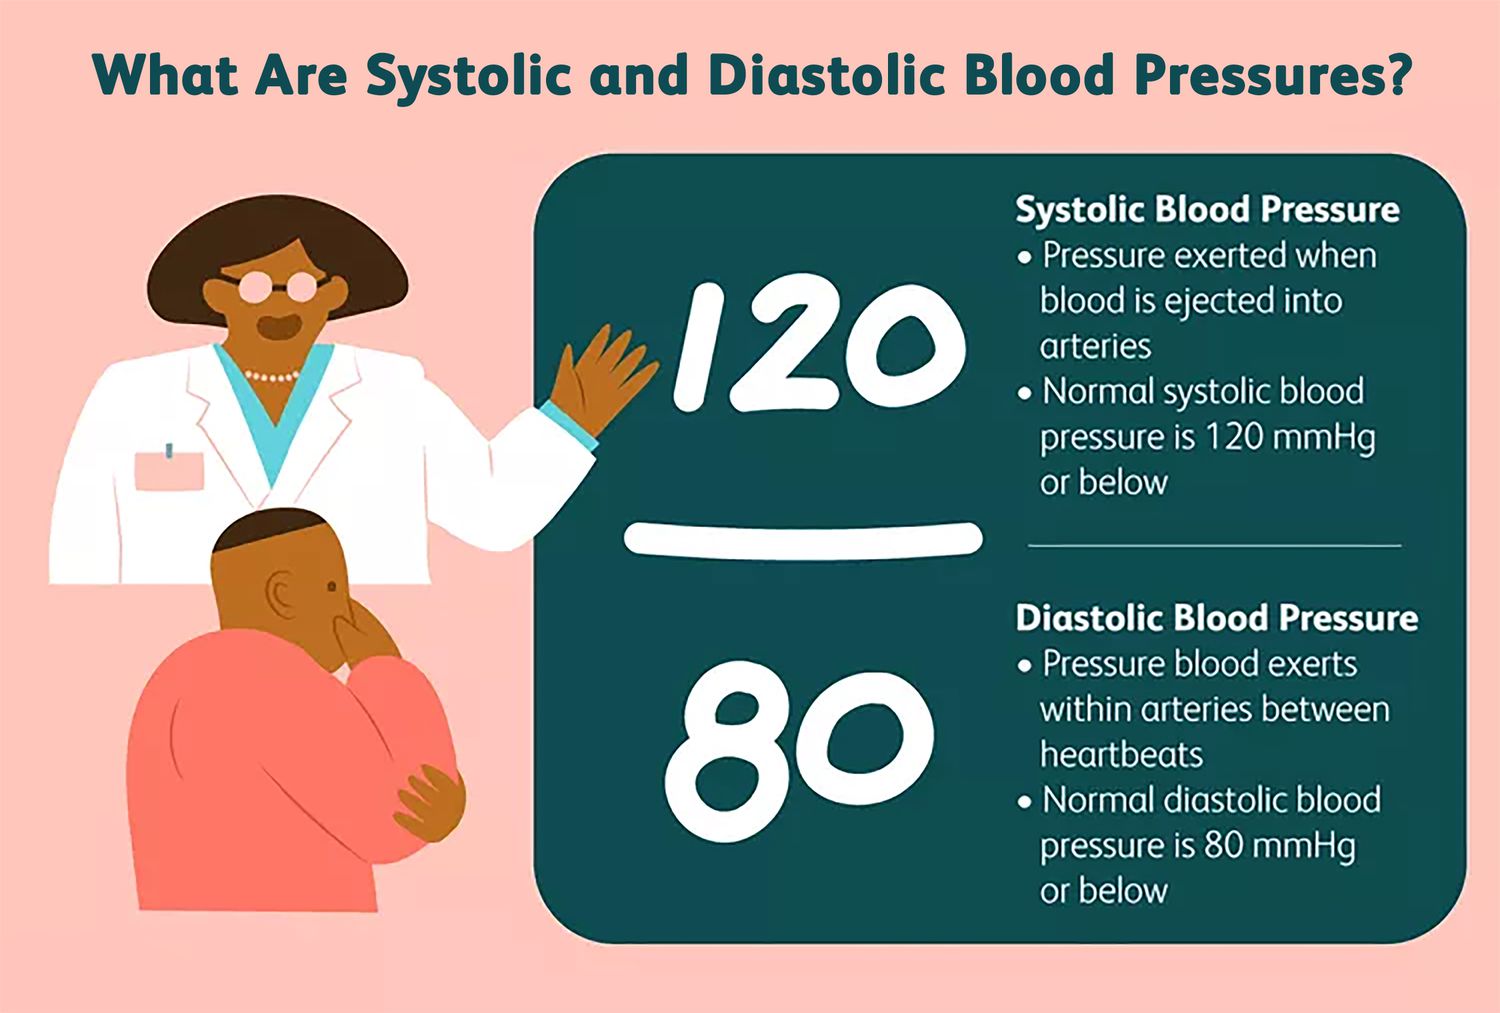 What Are Systolic and Diastolic Blood Pressures?
120
80
Systolic Blood Pressure
• Pressure exerted when
blood is ejected into
arteries
• Normal systolic blood
pressure is 120 mmHg
or below
Diastolic Blood Pressure
• Pressure blood exerts
within arteries between
heartbeats
• Normal diastolic blood
pressure is 80 mmHg
or below